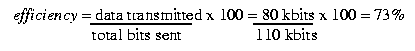 efficiency = data transmitted x 100 = 80 kbits x 100 = 73%
total bits sent 110 kbits